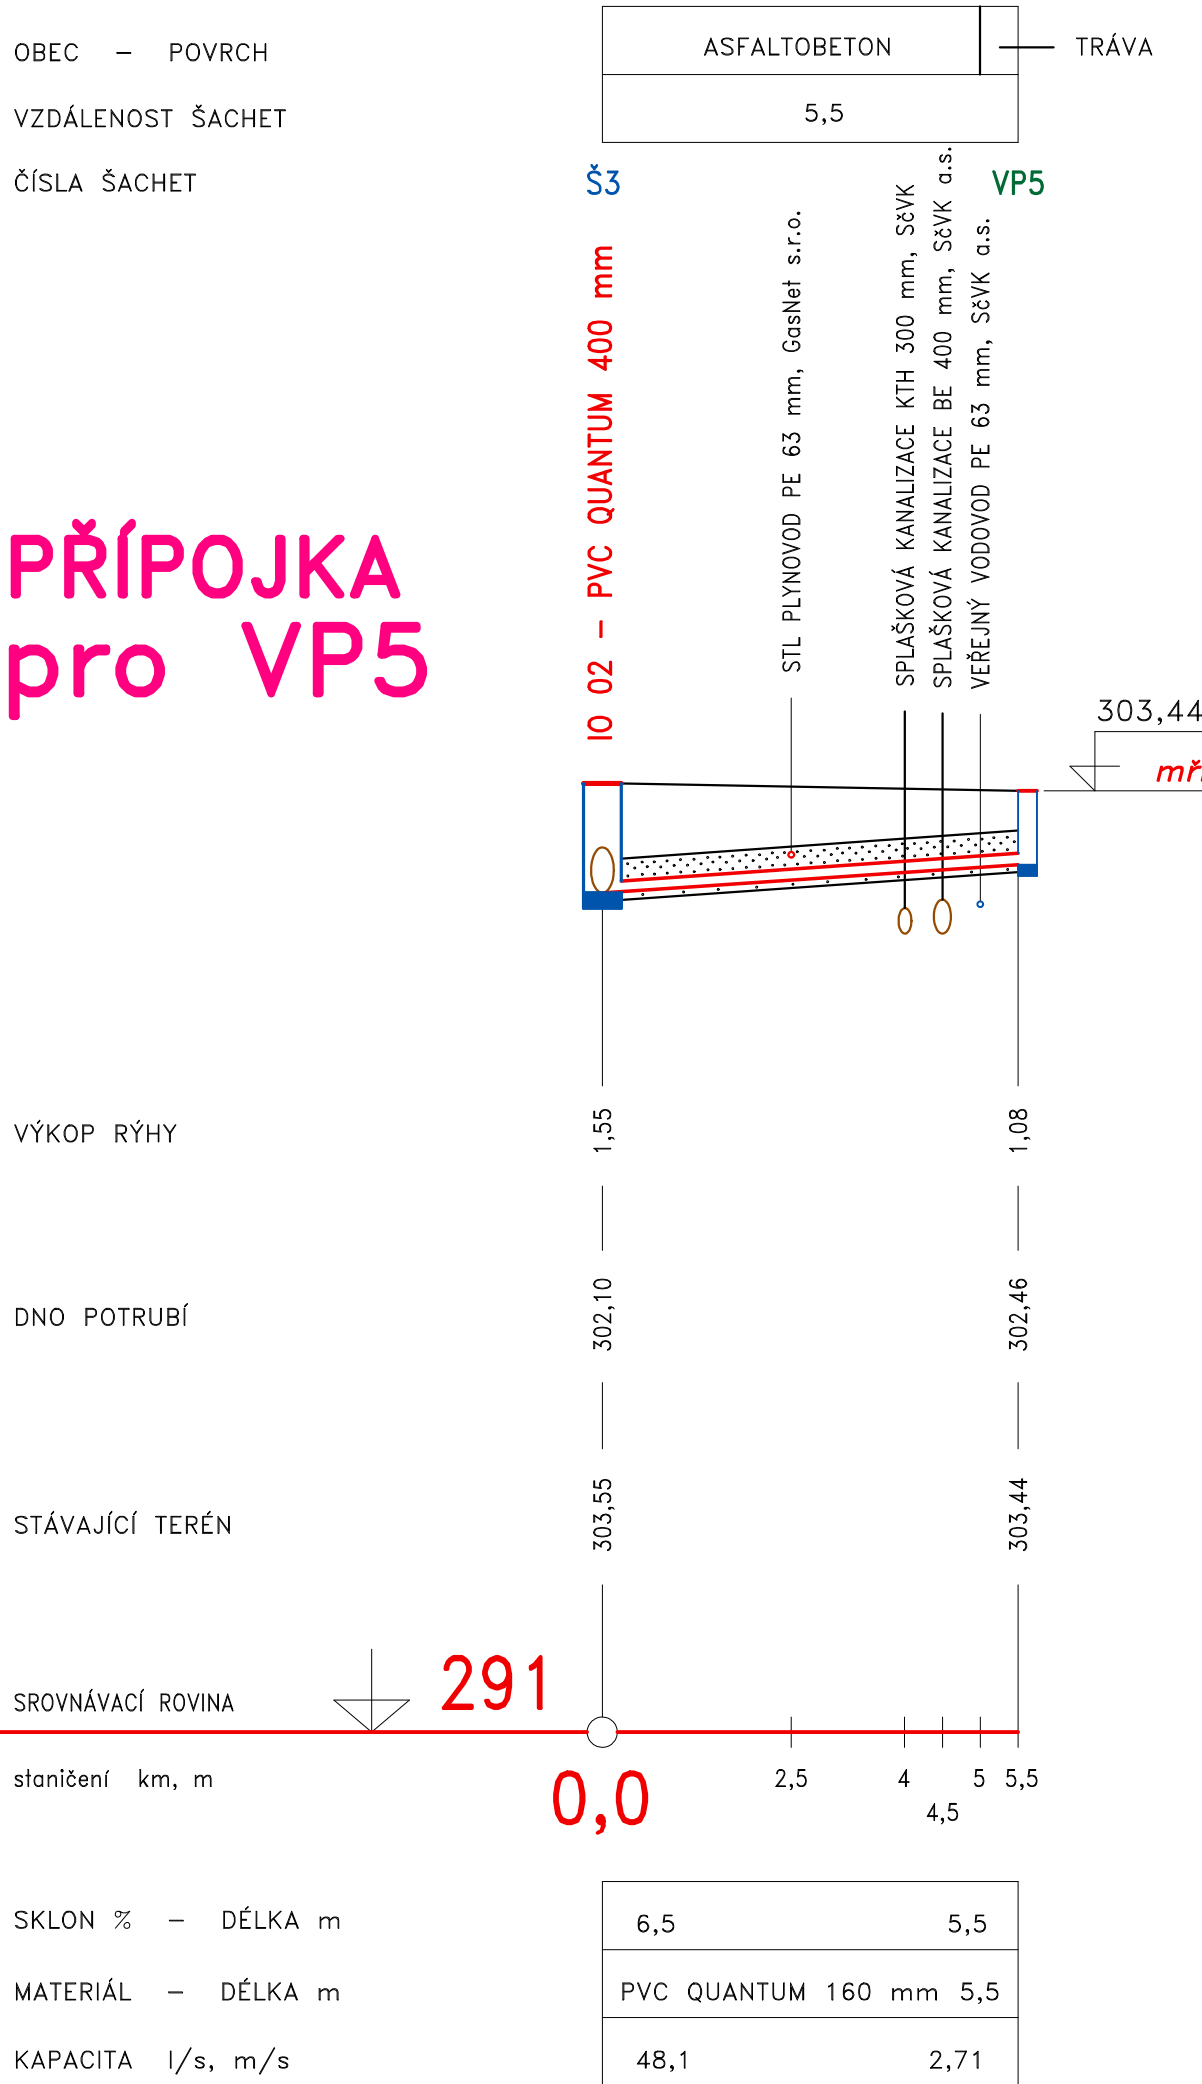 OBEC – POVRCH ASFALTOBETON TRÁVA
VZDÁLENOST ŠACHET 5,5
ČÍSLA ŠACHET Š3 VP5
IO 02 – PVC QUANTUM 400 mm
STL PLYNOVOD PE 63 mm, GasNet s.r.o.
SPLAŠKOVÁ KANALIZACE KTH 300 mm, SčVK
SPLAŠKOVÁ KANALIZACE BE 400 mm, SčVK a.s.
VEŘEJNÝ VODOVOD PE 63 mm, SčVK a.s.
PŘÍPOJKA
pro VP5
303,44
VÝKOP RÝHY 1,55 1,08
DNO POTRUBÍ 302,10 302,46
STÁVAJÍCÍ TERÉN 303,55 303,44
SROVNÁVACÍ ROVINA 291
staničení km, m 0,0 2,5 4 4,5 5 5,5
SKLON % – DÉLKA m 6,5 5,5
MATERIÁL – DÉLKA m PVC QUANTUM 160 mm 5,5
KAPACITA l/s, m/s 48,1 2,71